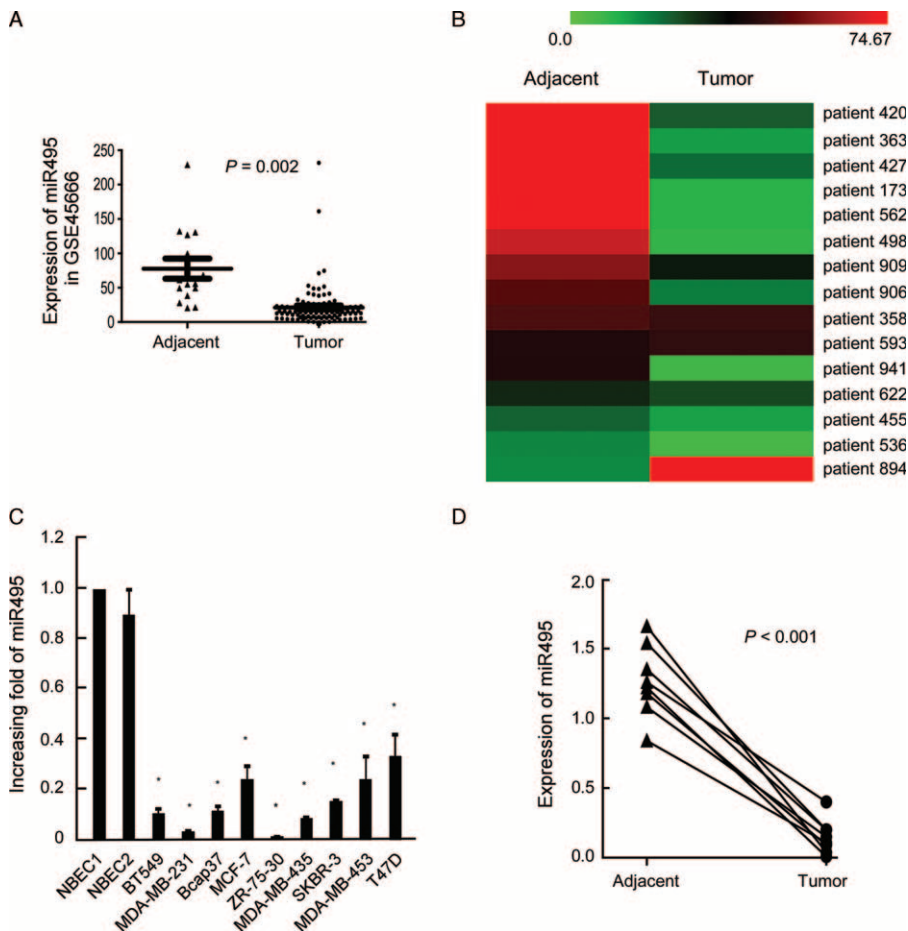 A
Expression of miR495
in GSE45666
250
200
150
100
50
0
P = 0.002
Adjacent Tumor
B
0.0 74.67
Adjacent Tumor
patient 420
patient 363
patient 427
patient 173
patient 562
patient 498
patient 909
patient 906
patient 358
patient 593
patient 941
patient 622
patient 455
patient 536
patient 894
C
Increasing fold of miR495
1.2
1.0
0.8
0.6
0.4
0.2
0
* * * * * * * * *
NBEC1
NBEC2
BT549
MDA-MB-231
Bcap37
MCF-7
ZR-75-30
MDA-MB-435
SKBR-3
MDA-MB-453
T47D
D
Expression of miR495
2.0
1.5
1.0
0.5
0.0
P < 0.001
Adjacent Tumor